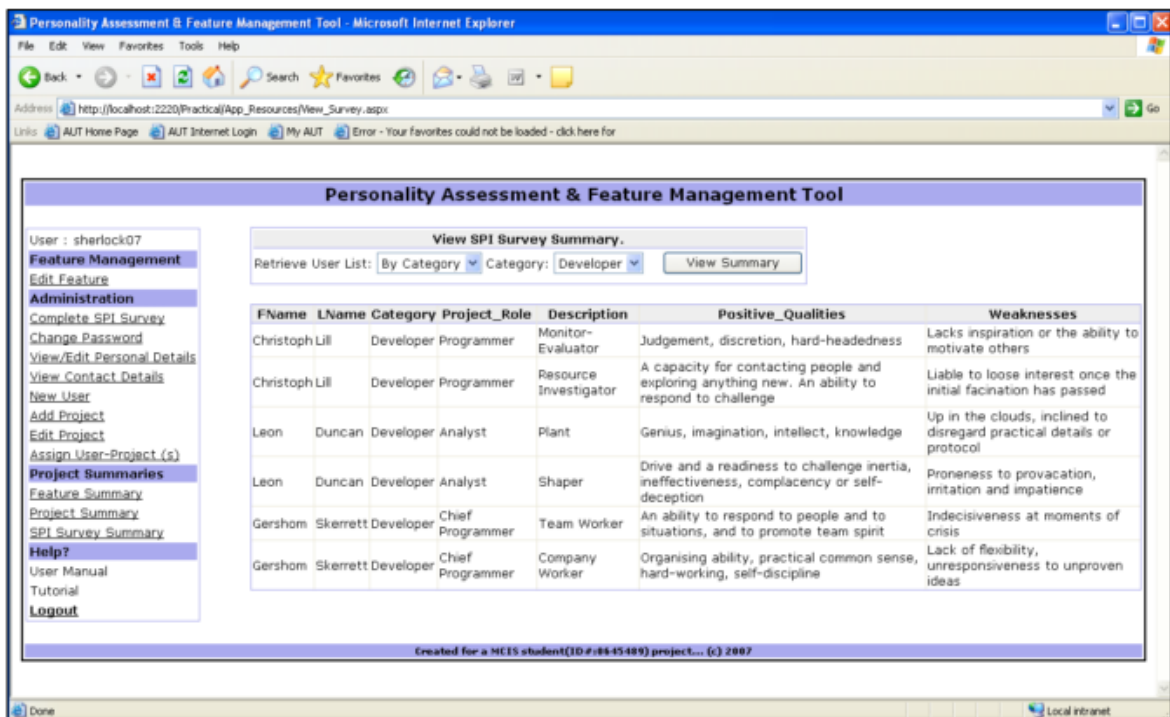 Personality Assessment & Feature Management Tool - Microsoft Internet Explorer
File Edit View Favorites Tools Help
Back Search Favorites
Address http://localhost:2220/Practical/App_Resources/View_Survey.aspx Go
Links AUT Home Page AUT Internet Login My AUT Error - Your favorites could not be loaded - click here for
Personality Assessment & Feature Management Tool
User : sherlock07
Feature Management
Edit Feature
Administration
Complete SPI Survey
Change Password
View/Edit Personal Details
View Contact Details
New User
Add Project
Edit Project
Assign User-Project (s)
Project Summaries
Feature Summary
Project Summary
SPI Survey Summary
Help?
User Manual
Tutorial
Logout
View SPI Survey Summary.
Retrieve User List: By Category Category: Developer View Summary
FName LName Category Project_Role Description Positive_Qualities Weaknesses
Christoph Lill Developer Programmer
Monitor-
Evaluator
Judgement, discretion, hard-headedness
Lacks inspiration or the ability to
motivate others
Christoph Lill Developer Programmer
Resource
Investigator
A capacity for contacting people and
exploring anything new. An ability to
respond to challenge
Liable to loose interest once the
initial facination has passed
Leon Duncan Developer Analyst
Plant
Genius, imagination, intellect, knowledge
Up in the clouds, inclined to
disregard practical details or
protocol
Leon Duncan Developer Analyst
Shaper
Drive and a readiness to challenge inertia,
ineffectiveness, complacency or self-
deception
Proneness to provacation,
irritation and impatience
Gershom Skerrett Developer
Chief
Programmer
Team Worker
An ability to respond to people and to
situations, and to promote team spirit
Indecisiveness at moments of
crisis
Gershom Skerrett Developer
Chief
Programmer
Company
Worker
Organising ability, practical common sense,
hard-working, self-discipline
Lack of flexibility,
unresponsiveness to unproven
ideas
Created for a MCIS student(ID#:0645489) project... (c) 2007
Done Local intranet